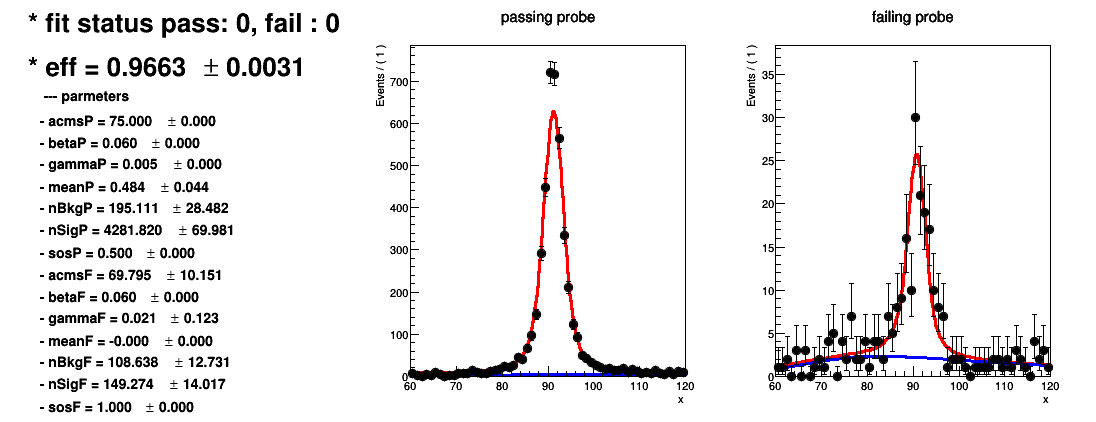 * fit status pass: 0, fail : 0
* eff = 0.9663 ± 0.0031
--- parmeters
- acmsP = 75.000 ± 0.000
- betaP = 0.060 ± 0.000
- gammaP = 0.005 ± 0.000
- meanP = 0.484 ± 0.044
- nBkgP = 195.111 ± 28.482
- nSigP = 4281.820 ± 69.981
- sosP = 0.500 ± 0.000
- acmsF = 69.795 ± 10.151
- betaF = 0.060 ± 0.000
- gammaF = 0.021 ± 0.123
- meanF = -0.000 ± 0.000
- nBkgF = 108.638 ± 12.731
- nSigF = 149.274 ± 14.017
- sosF = 1.000 ± 0.000
passing probe
Events / ( 1 )
700
600
500
400
300
200
100
0
60 70 80 90 100 110 120
x
failing probe
Events / ( 1 )
35
30
25
20
15
10
5
0
60 70 80 90 100 110 120
x